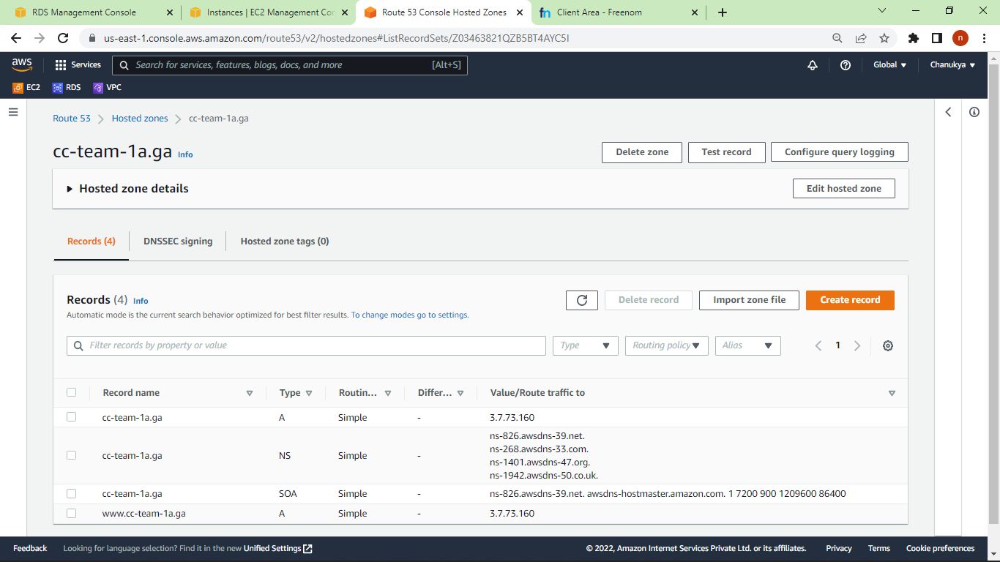 RDS Management Console
Instances | EC2 Management Con
Route 53 Console Hosted Zones
fn Client Area - Freenom
us-east-1.console.aws.amazon.com/route53/v2/hostedzones#ListRecordSets/Z03463821QZB5BT4AYC5I
n
aws Services Search for services, features, blogs, docs, and more [Alt+S] Global Chanukya
EC2 RDS VPC
Route 53 Hosted zones cc-team-1a.ga
cc-team-1a.ga Info Delete zone Test record Configure query logging
Hosted zone details Edit hosted zone
Records (4) DNSSEC signing Hosted zone tags (0)
Records (4) Info Delete record Import zone file Create record
Automatic mode is the current search behavior optimized for best filter results. To change modes go to settings.
Filter records by property or value Type Routing policy Alias 1
Record name Type Routin... Differ... Value/Route traffic to
cc-team-1a.ga A Simple - 3.7.73.160
cc-team-1a.ga NS Simple - ns-826.awsdns-39.net.
ns-268.awsdns-33.com.
ns-1401.awsdns-47.org.
ns-1942.awsdns-50.co.uk.
cc-team-1a.ga SOA Simple - ns-826.awsdns-39.net. awsdns-hostmaster.amazon.com. 1 7200 900 1209600 86400
www.cc-team-1a.ga A Simple - 3.7.73.160
Feedback Looking for language selection? Find it in the new Unified Settings © 2022, Amazon Internet Services Private Ltd. or its affiliates. Privacy Terms Cookie preferences